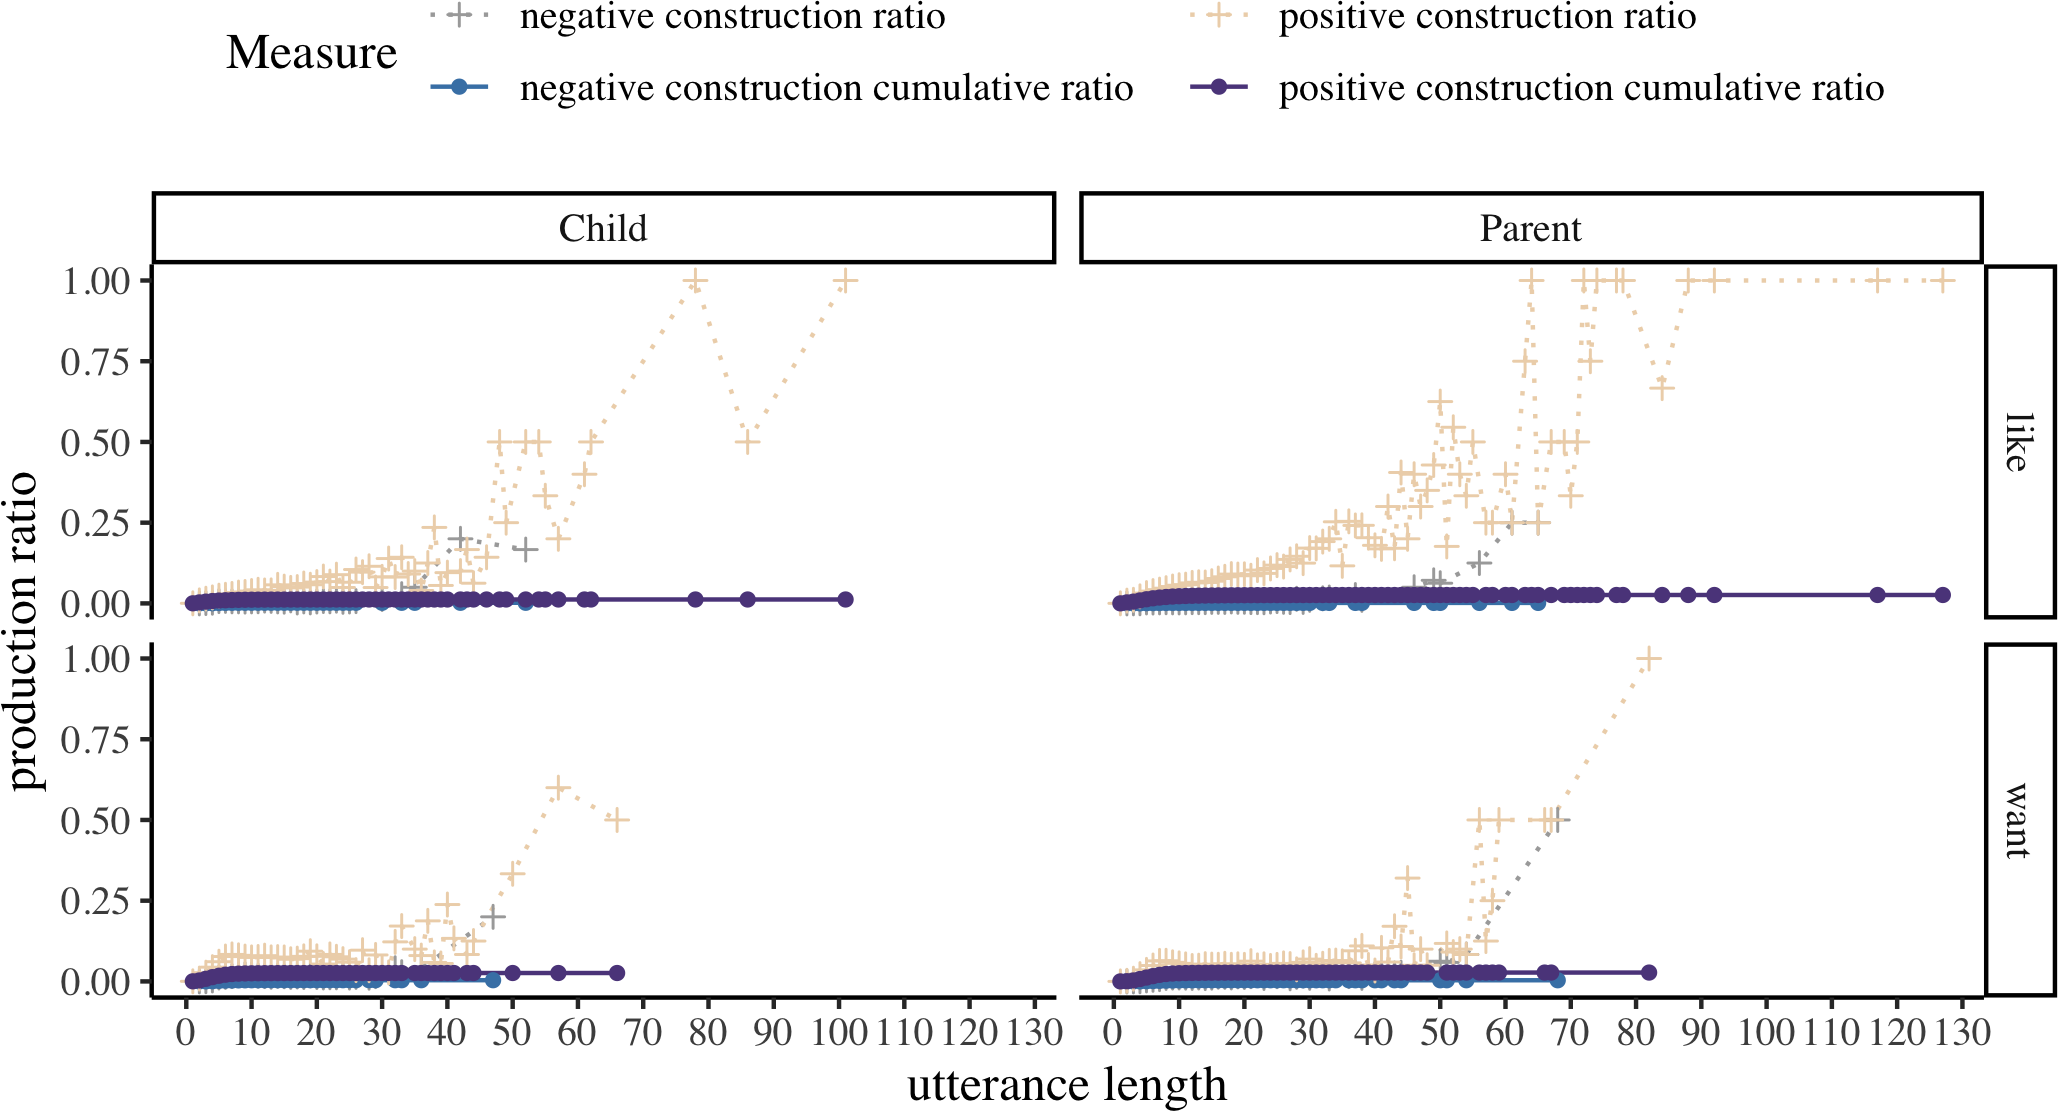 Measure
negative construction ratio
positive construction ratio
negative construction cumulative ratio
positive construction cumulative ratio
Child
Parent
production ratio
1.00
0.75
0.50
0.25
0.00
like
1.00
0.75
0.50
0.25
0.00
want
0 10 20 30 40 50 60 70 80 90 100 110 120 130
0 10 20 30 40 50 60 70 80 90 100 110 120 130
utterance length